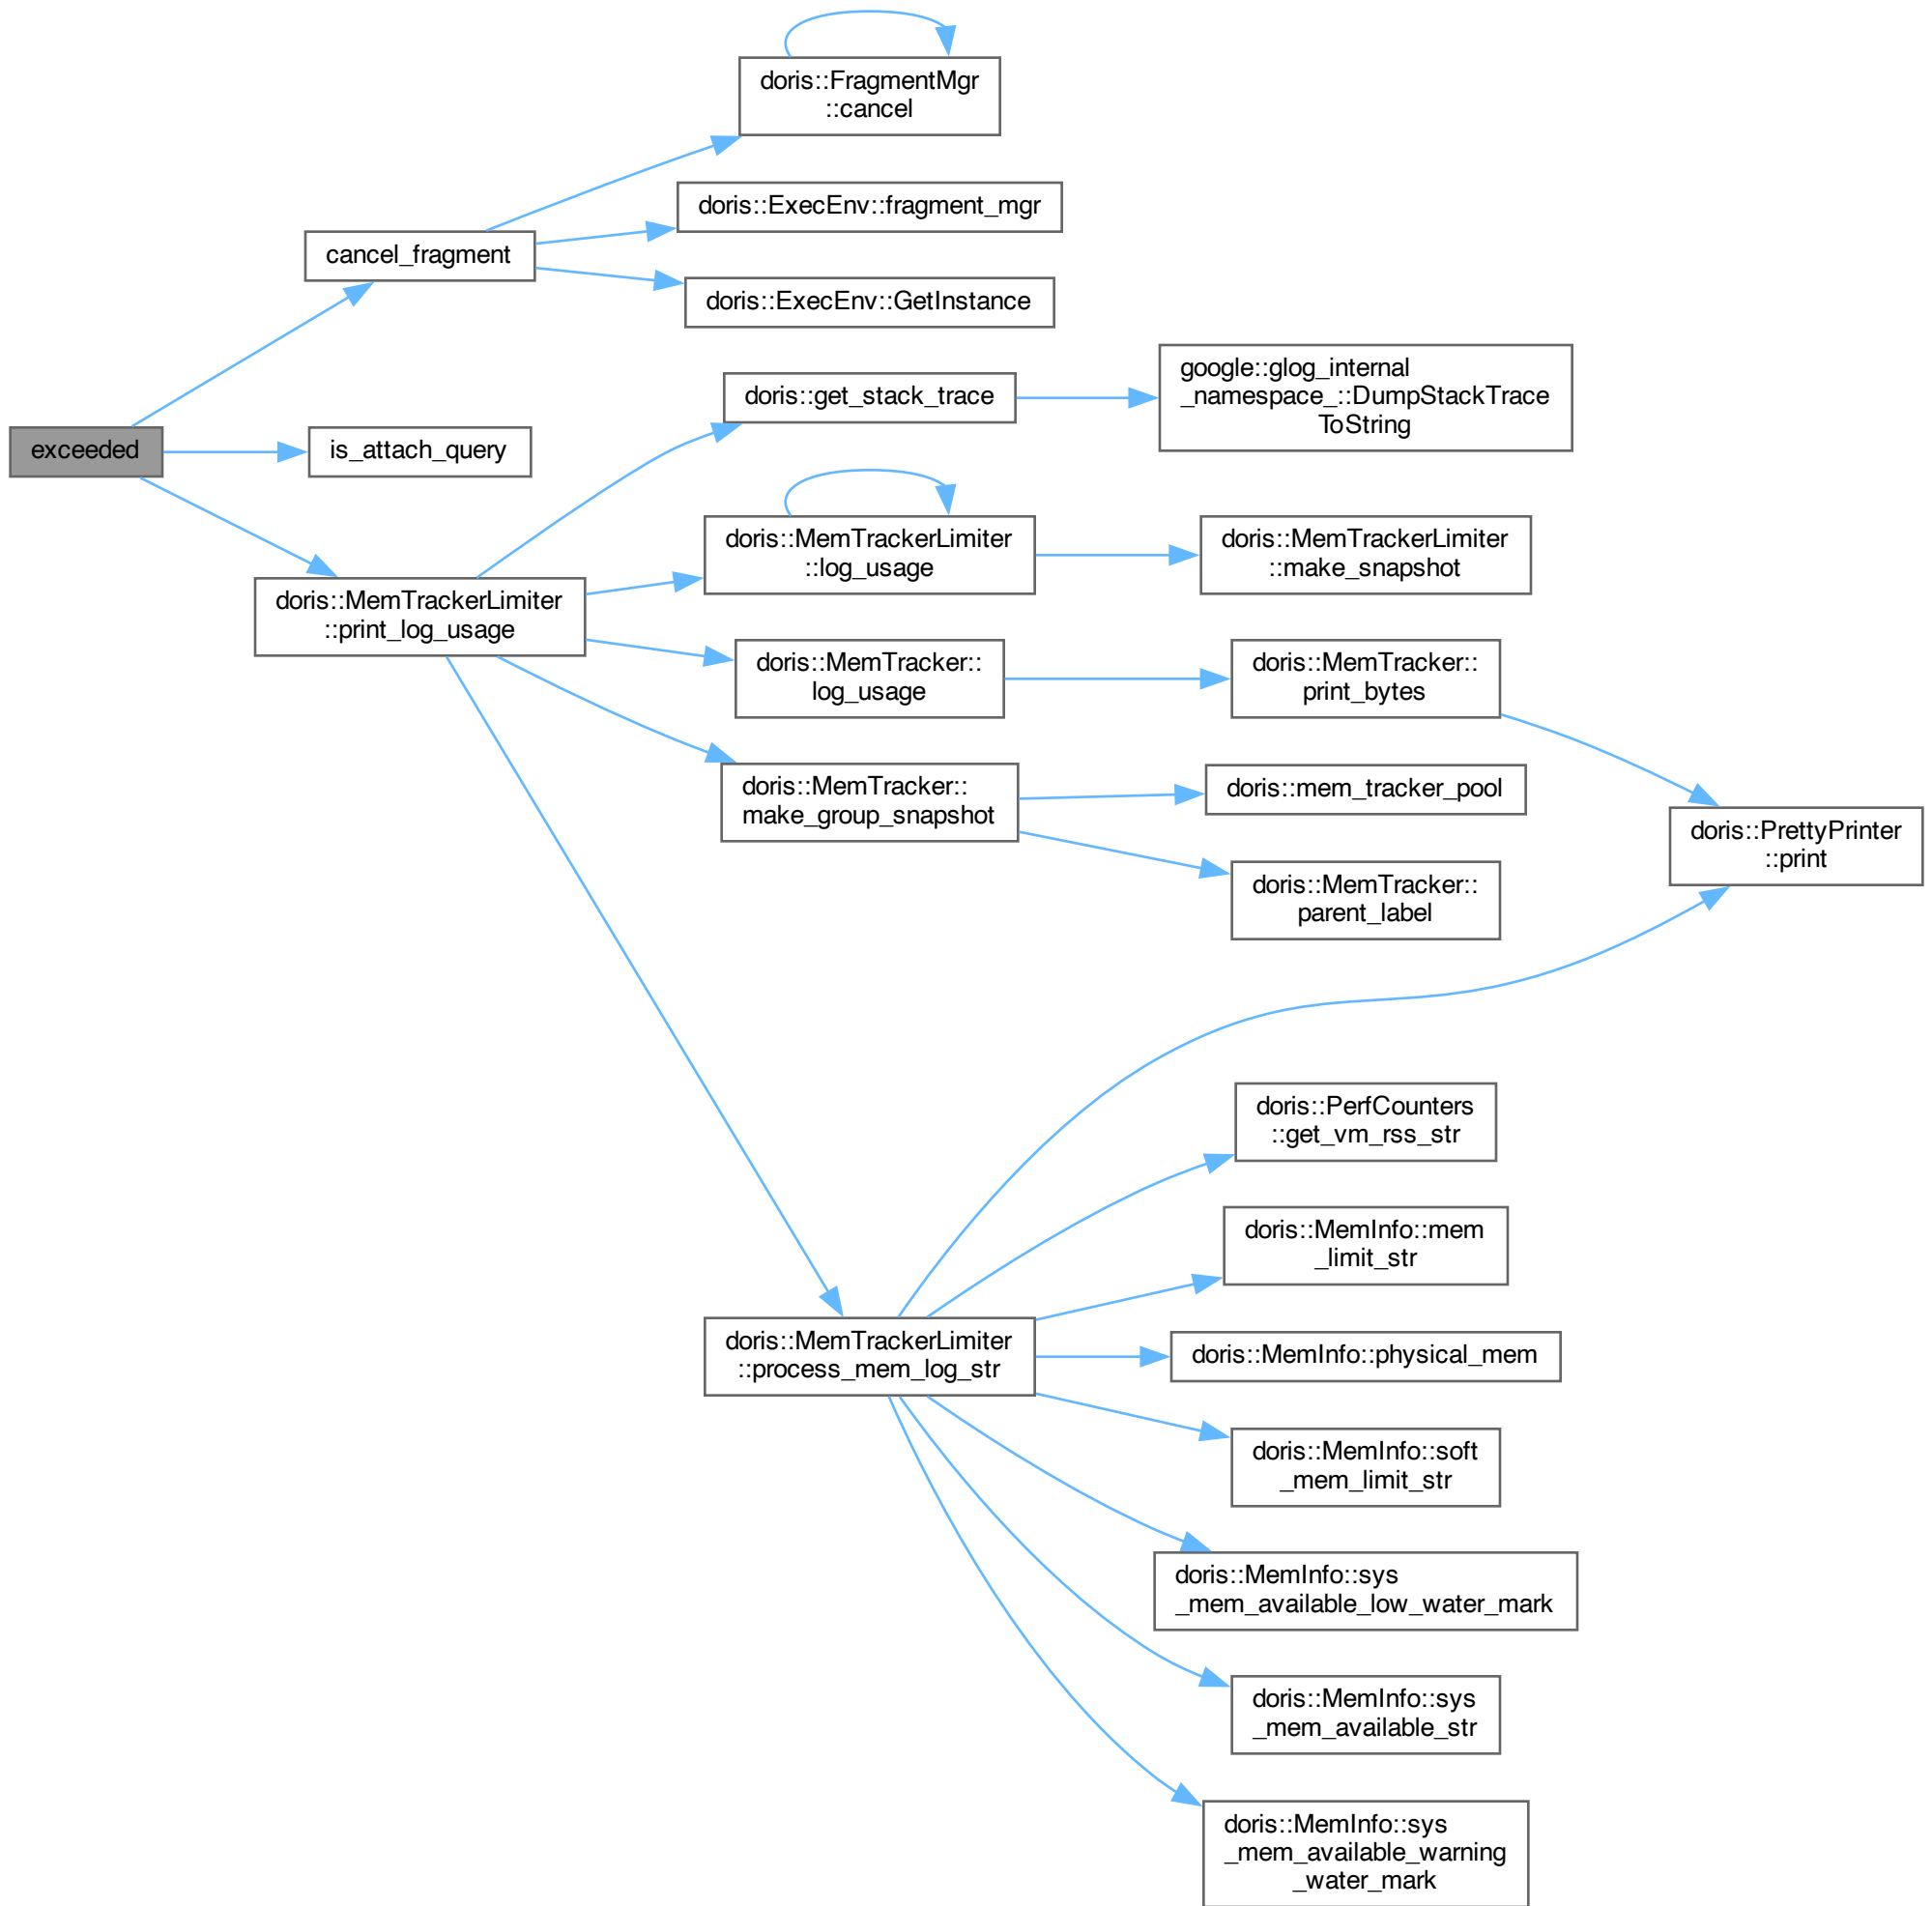 doris::FragmentMgr
::cancel
doris::ExecEnv::fragment_mgr
cancel_fragment
doris::ExecEnv::GetInstance
google::glog_internal
_namespace_::DumpStackTrace
ToString
doris::get_stack_trace
exceeded
is_attach_query
doris::MemTrackerLimiter
::log_usage
doris::MemTrackerLimiter
::make_snapshot
doris::MemTrackerLimiter
::print_log_usage
doris::MemTracker::
log_usage
doris::MemTracker::
print_bytes
doris::MemTracker::
make_group_snapshot
doris::mem_tracker_pool
doris::PrettyPrinter
::print
doris::MemTracker::
parent_label
doris::PerfCounters
::get_vm_rss_str
doris::MemInfo::mem
_limit_str
doris::MemTrackerLimiter
::process_mem_log_str
doris::MemInfo::physical_mem
doris::MemInfo::soft
_mem_limit_str
doris::MemInfo::sys
_mem_available_low_water_mark
doris::MemInfo::sys
_mem_available_str
doris::MemInfo::sys
_mem_available_warning
_water_mark